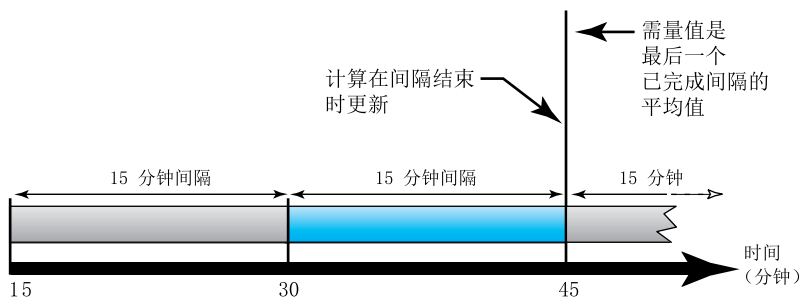 需量值是
最后一个
已完成间隔的
平均值
计算在间隔结束
时更新
15 分钟间隔
15 分钟间隔
15 分钟
时间
(分钟)
15
30
45